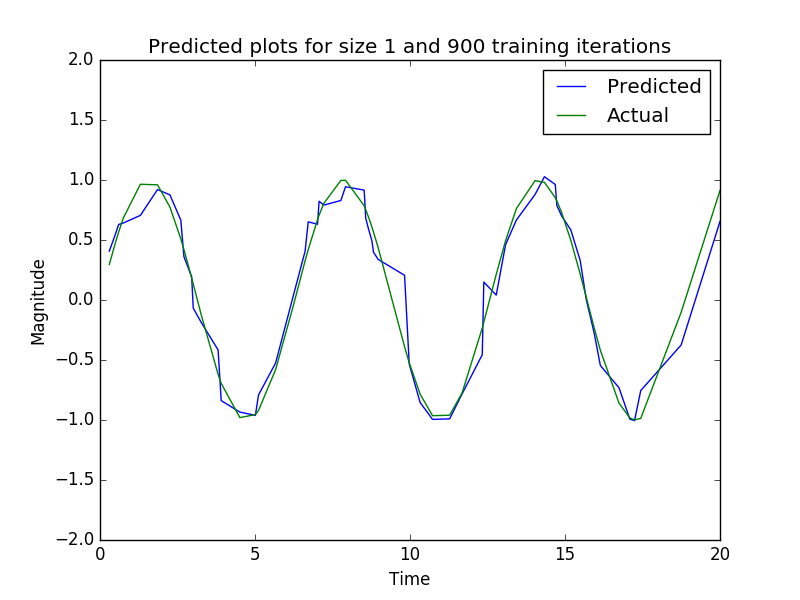 Predicted plots for size 1 and 900 training iterations
Predicted
Actual
2.0
1.5
1.0
0.5
0.0
−0.5
−1.0
−1.5
−2.0
Magnitude
0 5 10 15 20
Time